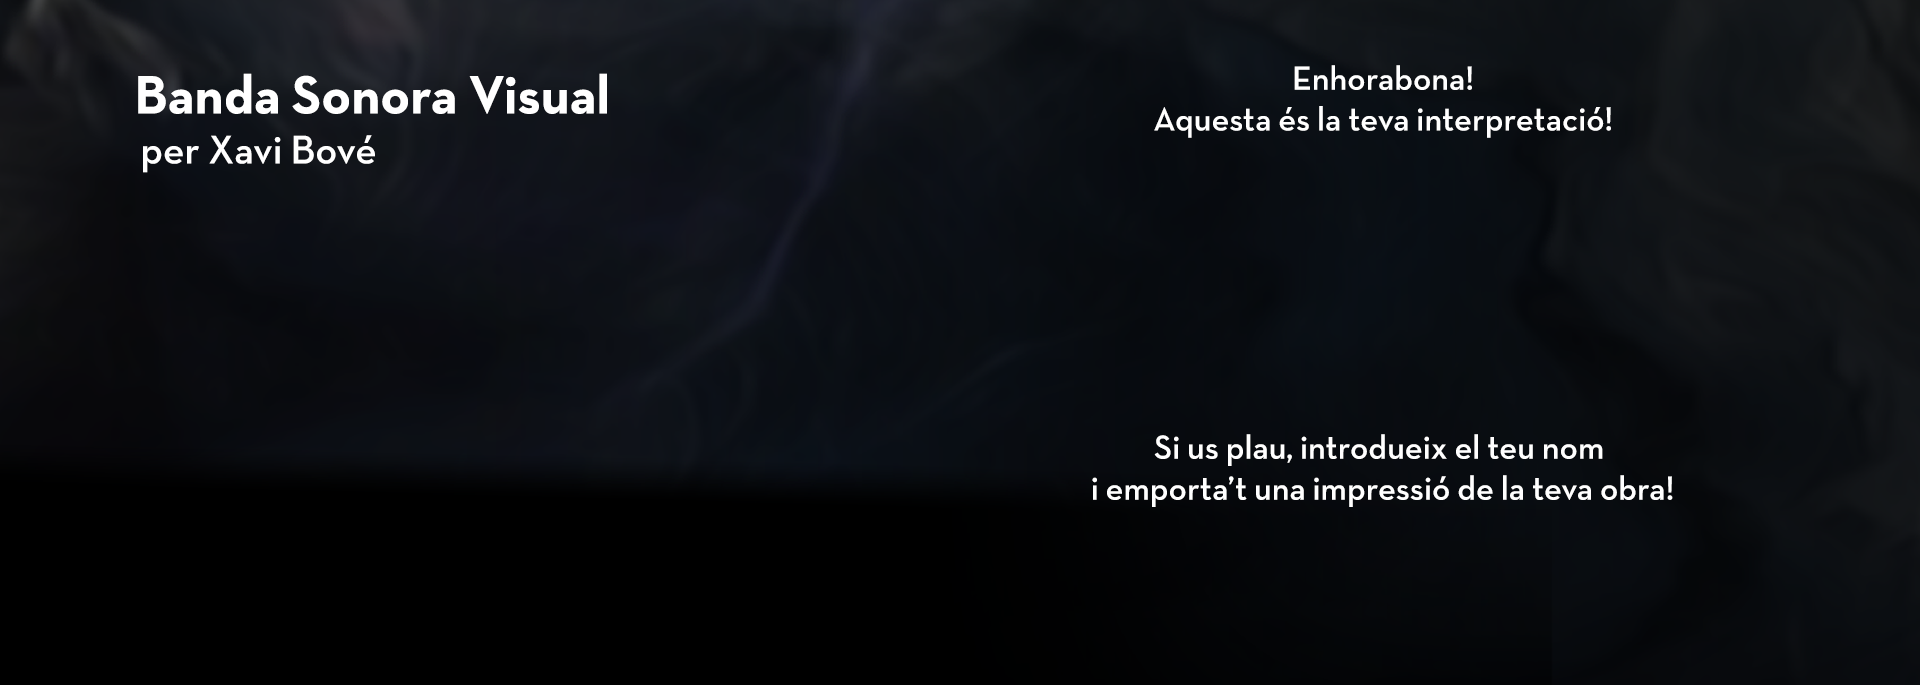 Banda Sonora Visual
per Xavi Bové
Enhorabona!
Aquesta és la teva interpretació!
Si us plau, introdueix el teu nom
i emporta’t una impressió de la teva obra!